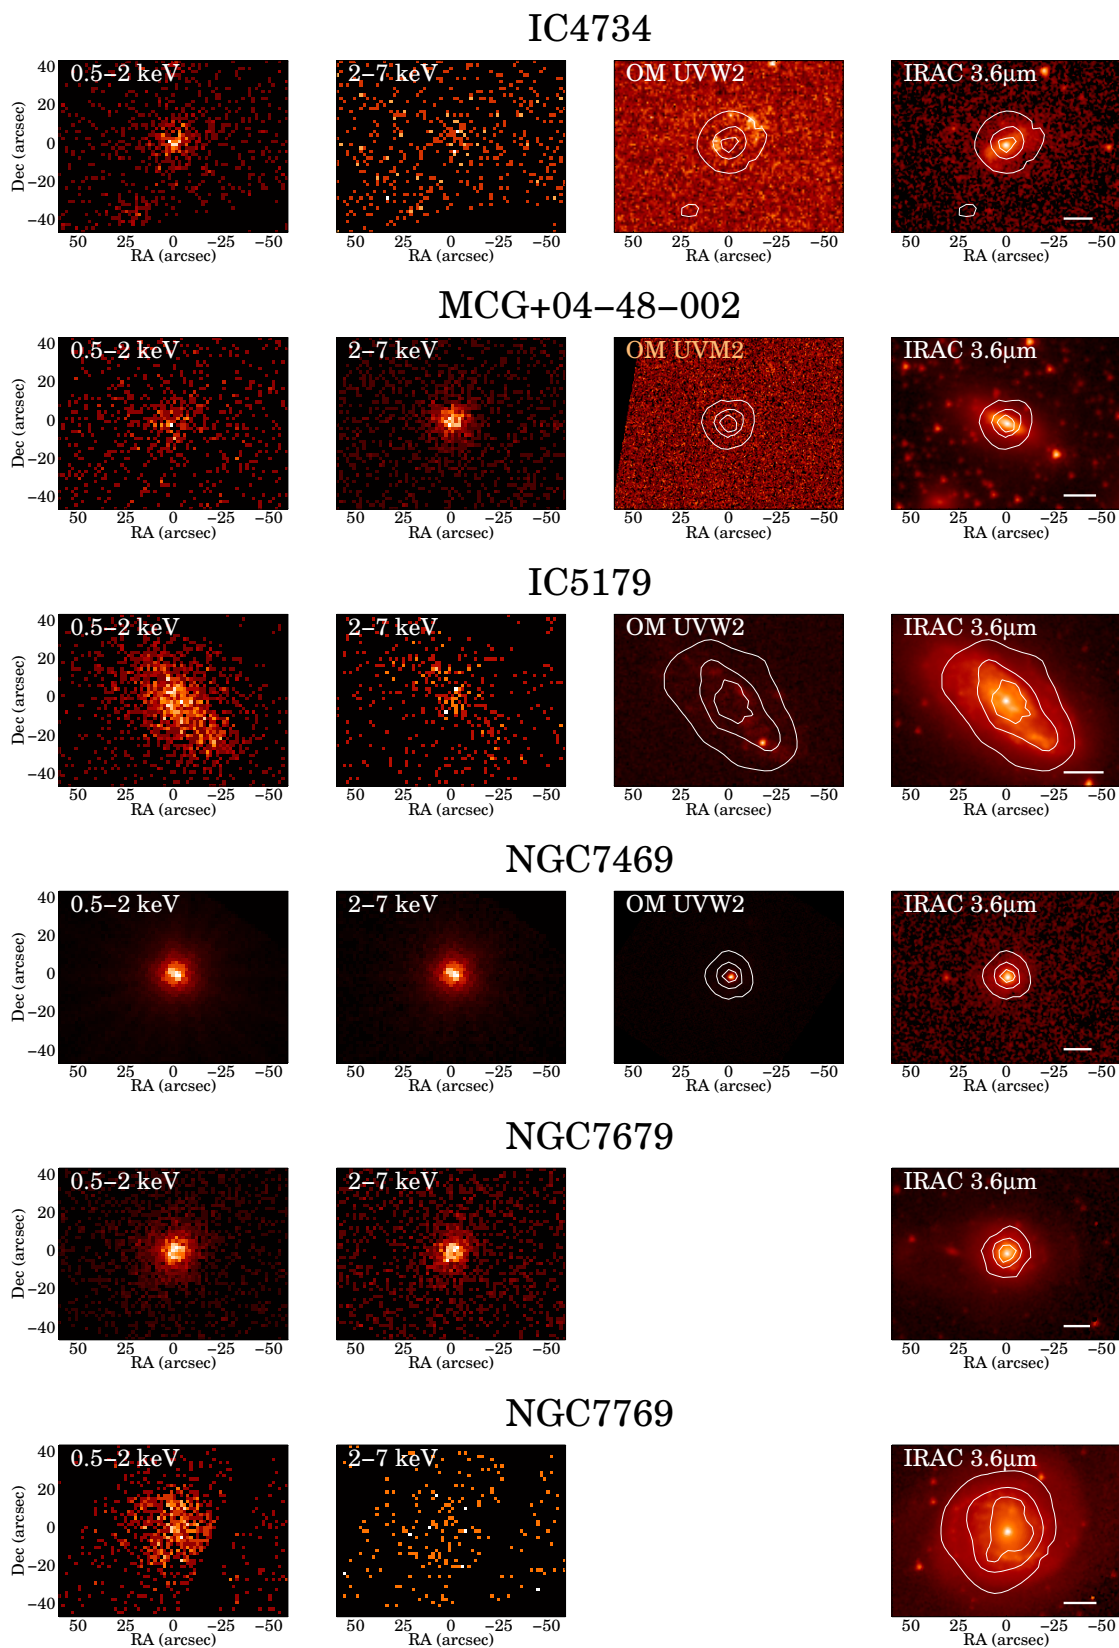 IC4734
0.5−2 keV 2−7 keV OM UVW2 IRAC 3.6μm
Dec (arcsec)
40
20
0
−20
−40
50 25 0 −25 −50 50 25 0 −25 −50 50 25 0 −25 −50 50 25 0 −25 −50
RA (arcsec) RA (arcsec) RA (arcsec) RA (arcsec)
MCG+04−48−002
0.5−2 keV 2−7 keV OM UVM2 IRAC 3.6μm
Dec (arcsec)
40
20
0
−20
−40
50 25 0 −25 −50 50 25 0 −25 −50 50 25 0 −25 −50 50 25 0 −25 −50
RA (arcsec) RA (arcsec) RA (arcsec) RA (arcsec)
IC5179
0.5−2 keV 2−7 keV OM UVW2 IRAC 3.6μm
Dec (arcsec)
40
20
0
−20
−40
50 25 0 −25 −50 50 25 0 −25 −50 50 25 0 −25 −50 50 25 0 −25 −50
RA (arcsec) RA (arcsec) RA (arcsec) RA (arcsec)
NGC7469
0.5−2 keV 2−7 keV OM UVW2 IRAC 3.6μm
Dec (arcsec)
40
20
0
−20
−40
50 25 0 −25 −50 50 25 0 −25 −50 50 25 0 −25 −50 50 25 0 −25 −50
RA (arcsec) RA (arcsec) RA (arcsec) RA (arcsec)
NGC7679
0.5−2 keV 2−7 keV IRAC 3.6μm
Dec (arcsec)
40
20
0
−20
−40
50 25 0 −25 −50 50 25 0 −25 −50 50 25 0 −25 −50
RA (arcsec) RA (arcsec) RA (arcsec)
NGC7769
0.5−2 keV 2−7 keV IRAC 3.6μm
Dec (arcsec)
40
20
0
−20
−40
50 25 0 −25 −50 50 25 0 −25 −50 50 25 0 −25 −50
RA (arcsec) RA (arcsec) RA (arcsec)